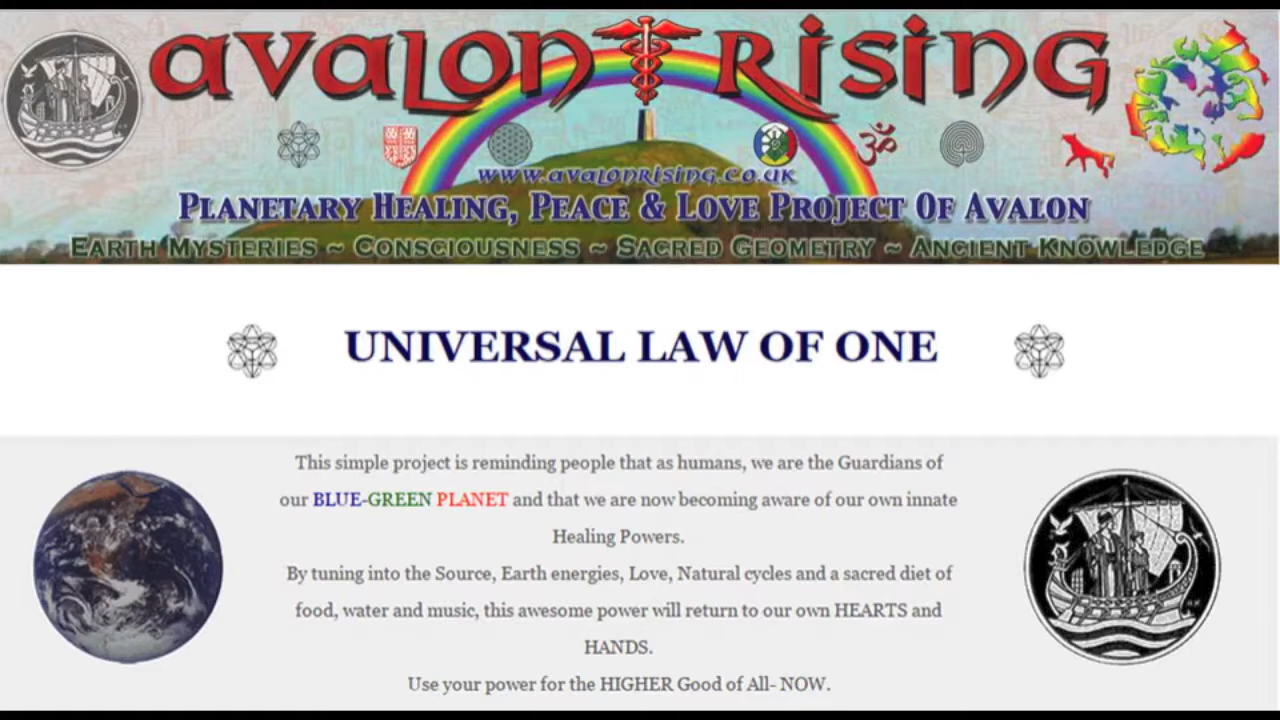 AVALON RISING
www.avalonrising.co.uk
PLANETARY HEALING, PEACE & LOVE PROJECT OF AVALON
EARTH MYSTERIES ~ CONSCIOUSNESS ~ SACRED GEOMETRY ~ ANCIENT KNOWLEDGE
UNIVERSAL LAW OF ONE
This simple project is reminding people that as humans, we are the Guardians of
our BLUE-GREEN PLANET and that we are now becoming aware of our own innate
Healing Powers.
By tuning into the Source, Earth energies, Love, Natural cycles and a sacred diet of
food, water and music, this awesome power will return to our own HEARTS and
HANDS.
Use your power for the HIGHER Good of All- NOW.